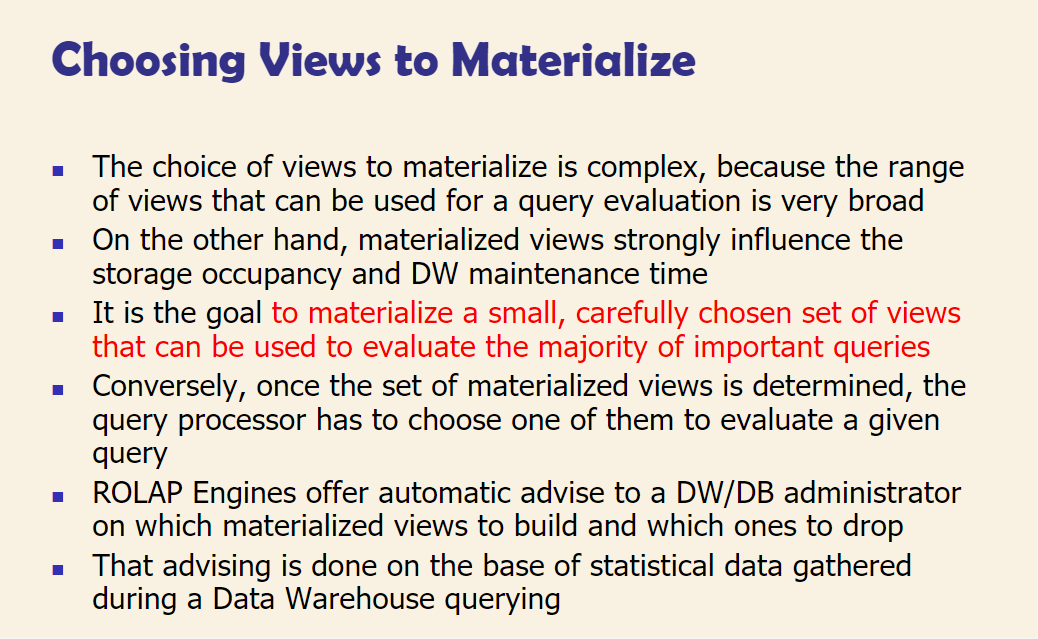 Choosing Views to Materialize
The choice of views to materialize is complex, because the range
of views that can be used for a query evaluation is very broad
On the other hand, materialized views strongly influence the
storage occupancy and DW maintenance time
It is the goal to materialize a small, carefully chosen set of views
that can be used to evaluate the majority of important queries
Conversely, once the set of materialized views is determined, the
query processor has to choose one of them to evaluate a given
query
ROLAP Engines offer automatic advise to a DW/DB administrator
on which materialized views to build and which ones to drop
That advising is done on the base of statistical data gathered
during a Data Warehouse querying